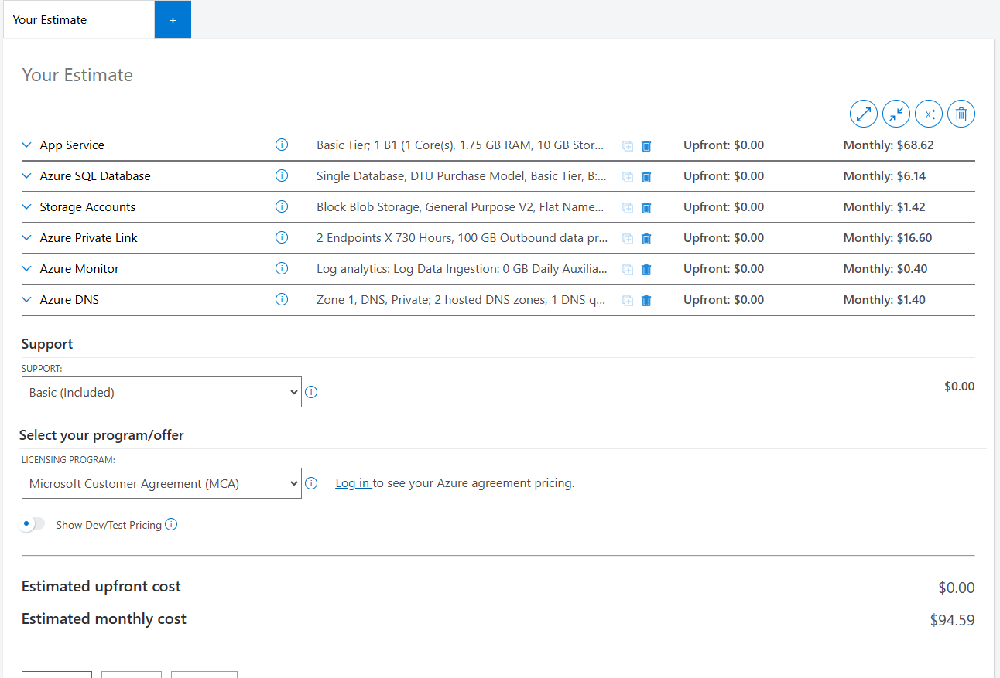 Your Estimate +
Your Estimate
App Service Basic Tier; 1 B1 (1 Core(s), 1.75 GB RAM, 10 GB Stor... Upfront: $0.00 Monthly: $68.62
Azure SQL Database Single Database, DTU Purchase Model, Basic Tier, B:... Upfront: $0.00 Monthly: $6.14
Storage Accounts Block Blob Storage, General Purpose V2, Flat Name... Upfront: $0.00 Monthly: $1.42
Azure Private Link 2 Endpoints X 730 Hours, 100 GB Outbound data pr... Upfront: $0.00 Monthly: $16.60
Azure Monitor Log analytics: Log Data Ingestion: 0 GB Daily Auxilia... Upfront: $0.00 Monthly: $0.40
Azure DNS Zone 1, DNS, Private; 2 hosted DNS zones, 1 DNS q... Upfront: $0.00 Monthly: $1.40
Support
SUPPORT:
Basic (Included) $0.00
Select your program/offer
LICENSING PROGRAM:
Microsoft Customer Agreement (MCA) Log in to see your Azure agreement pricing.
Show Dev/Test Pricing
Estimated upfront cost $0.00
Estimated monthly cost $94.59